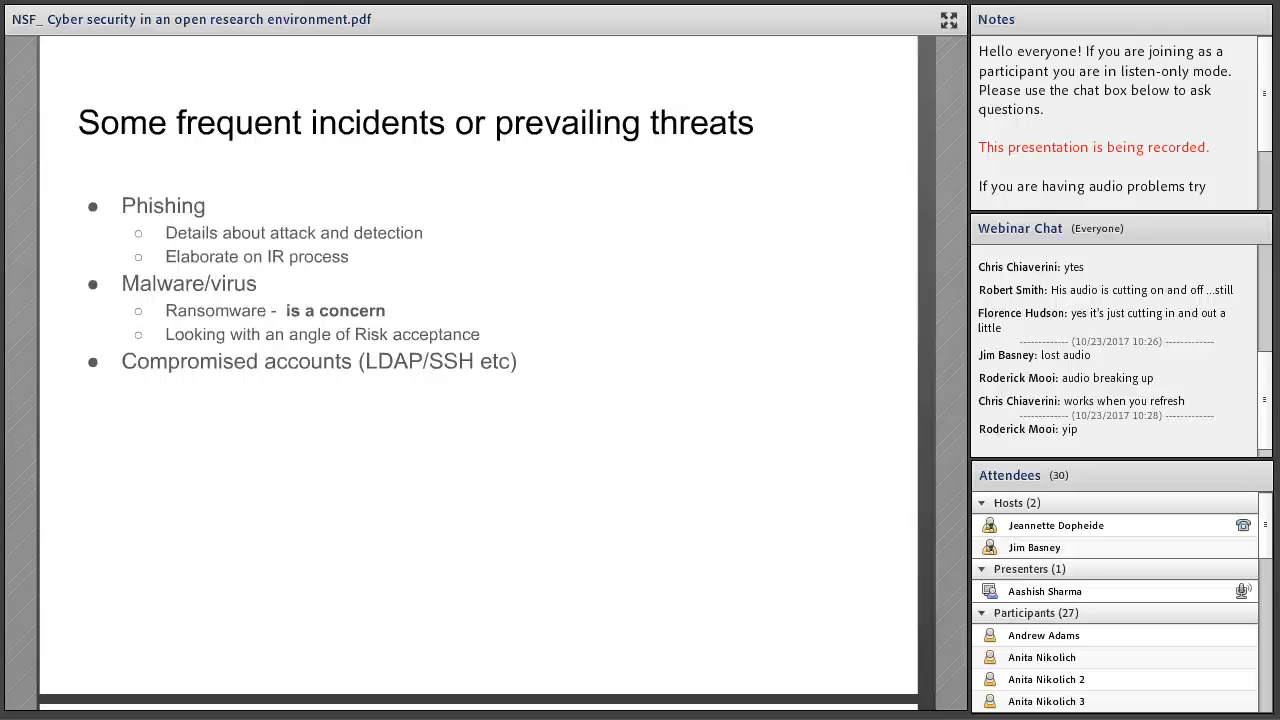 NSF_ Cyber security in an open research environment.pdf
Some frequent incidents or prevailing threats
● Phishing
○ Details about attack and detection
○ Elaborate on IR process
● Malware/virus
○ Ransomware - is a concern
○ Looking with an angle of Risk acceptance
● Compromised accounts (LDAP/SSH etc)
Notes
Hello everyone! If you are joining as a
participant you are in listen-only mode.
Please use the chat box below to ask
questions.
This presentation is being recorded.
If you are having audio problems try
Webinar Chat (Everyone)
Chris Chiaverini: ytes
Robert Smith: His audio is cutting on and off ...still
Florence Hudson: yes it's just cutting in and out a
little
------------- (10/23/2017 10:26) -------------
Jim Basney: lost audio
Roderick Mooi: audio breaking up
Chris Chiaverini: works when you refresh
------------- (10/23/2017 10:28) -------------
Roderick Mooi: yip
Attendees (30)
Hosts (2)
Jeannette Dopheide
Jim Basney
Presenters (1)
Aashish Sharma
Participants (27)
Andrew Adams
Anita Nikolich
Anita Nikolich 2
Anita Nikolich 3